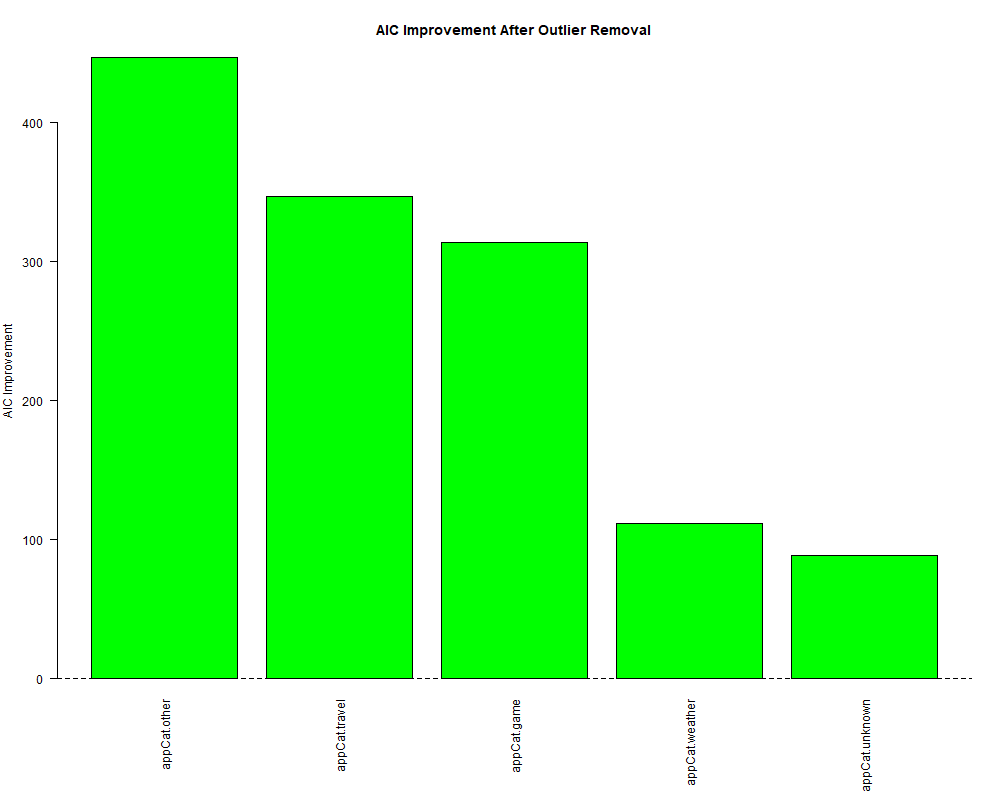 AIC Improvement After Outlier Removal
AIC Improvement
400
300
200
100
0
appCat.other
appCat.travel
appCat.game
appCat.weather
appCat.unknown